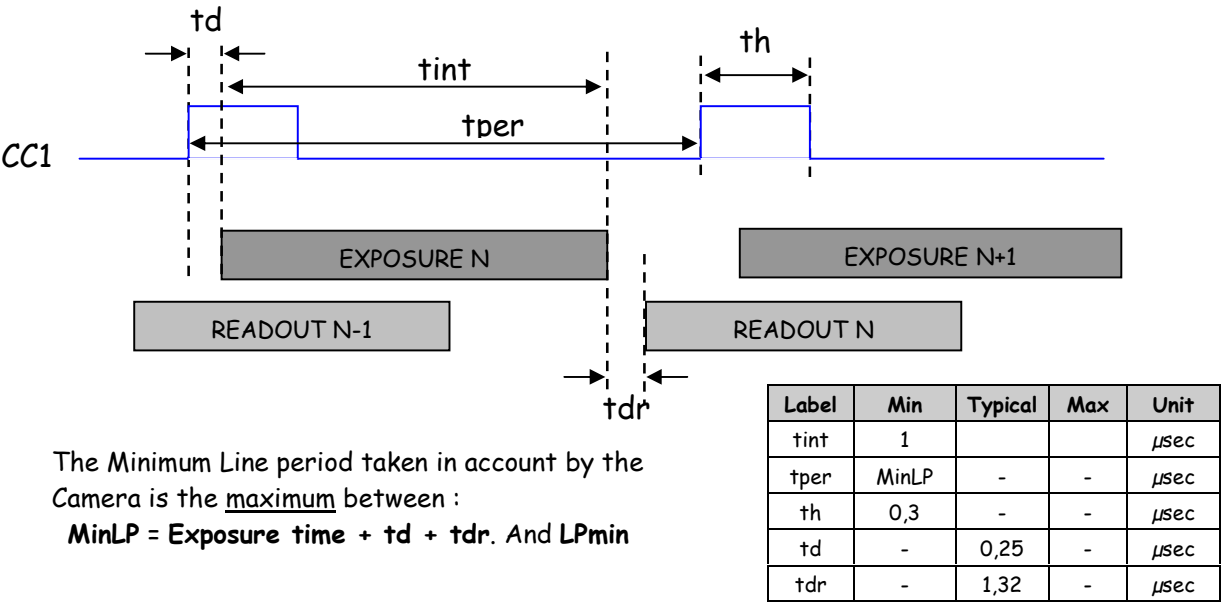 td
th
tint
tper
CC1
EXPOSURE N
EXPOSURE N+1
READOUT N-1
READOUT N
tdr
The Minimum Line period taken in account by the
Camera is the maximum between :
MinLP = Exposure time + td + tdr. And LPmin
Label Min Typical Max Unit
tint 1 µsec
tper MinLP - - µsec
th 0,3 - - µsec
td - 0,25 - µsec
tdr - 1,32 - µsec